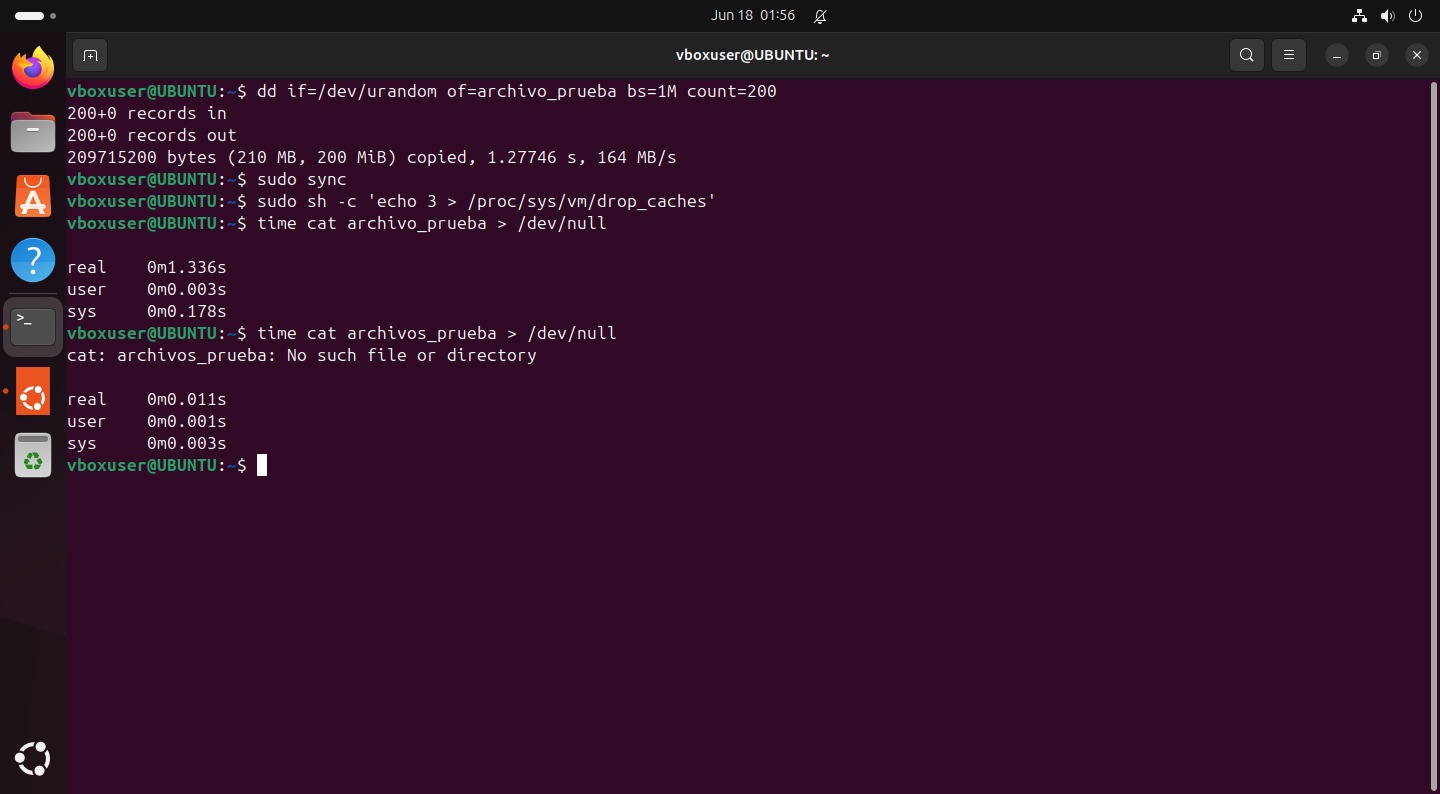 Jun 18 01:56
vboxuser@UBUNTU: ~
vboxuser@UBUNTU:~$ dd if=/dev/urandom of=archivo_prueba bs=1M count=200
200+0 records in
200+0 records out
209715200 bytes (210 MB, 200 MiB) copied, 1.27746 s, 164 MB/s
vboxuser@UBUNTU:~$ sudo sync
vboxuser@UBUNTU:~$ sudo sh -c 'echo 3 > /proc/sys/vm/drop_caches'
vboxuser@UBUNTU:~$ time cat archivo_prueba > /dev/null
real 0m1.336s
user 0m0.003s
sys 0m0.178s
vboxuser@UBUNTU:~$ time cat archivos_prueba > /dev/null
cat: archivos_prueba: No such file or directory
real 0m0.011s
user 0m0.001s
sys 0m0.003s
vboxuser@UBUNTU:~$